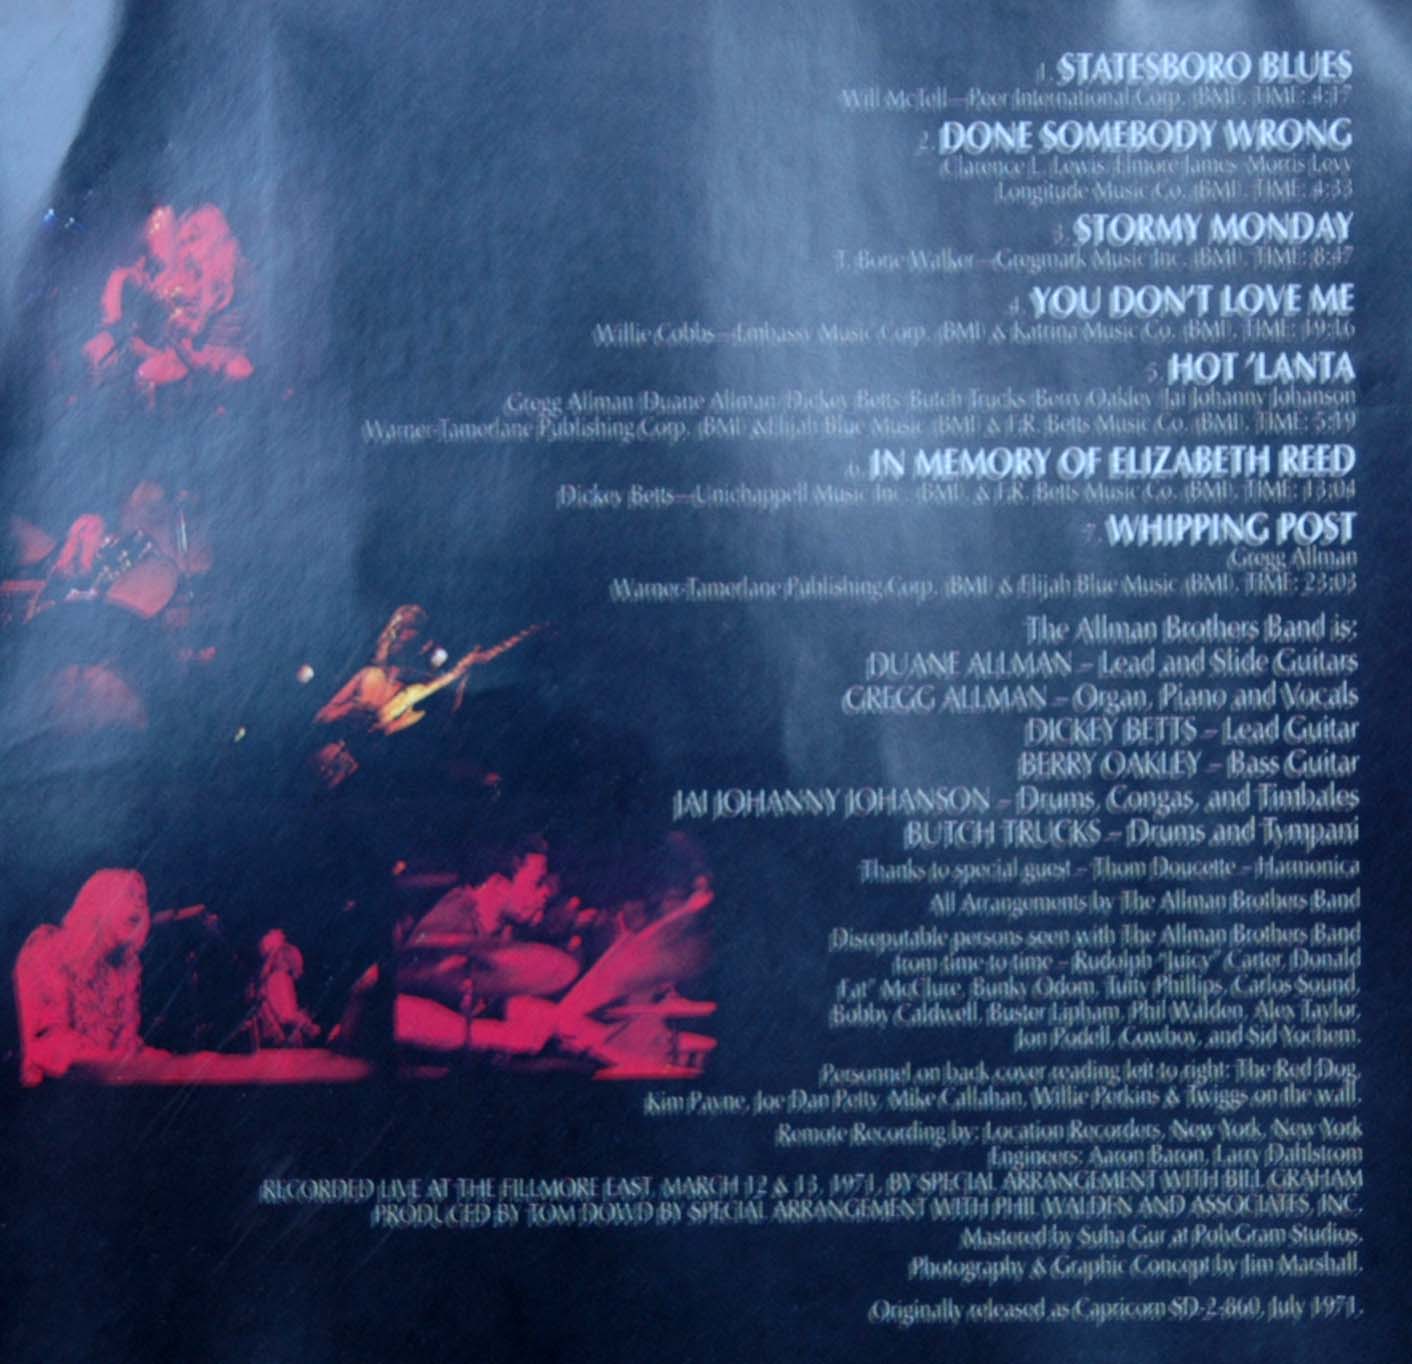 1. STATESBORO BLUES
Will McTell—Peer International Corp. (BMI). TIME: 4:17
2. DONE SOMEBODY WRONG
Clarence L. Lewis/Elmore James/Morris Levy
Longitude Music Co. (BMI). TIME: 4:33
3. STORMY MONDAY
T. Bone Walker—Gregmark Music Inc. (BMI). TIME: 8:47
4. YOU DON'T LOVE ME
Willie Cobbs—Embassy Music Corp. (BMI) & Katrina Music Co. (BMI). TIME: 19:16
5. HOT 'LANTA
Gregg Allman/Duane Allman/Dickey Betts/Butch Trucks/Berry Oakley/Jai Johanny Johanson
Warner-Tamerlane Publishing Corp. (BMI) & Elijah Blue Music (BMI) & F.R. Betts Music Co. (BMI). TIME: 5:19
6. IN MEMORY OF ELIZABETH REED
Dickey Betts—Unichappell Music Inc. (BMI). & F.R. Betts Music Co. (BMI). TIME: 13:04
7. WHIPPING POST
Gregg Allman
Warner-Tamerlane Publishing Corp. (BMI) & Elijah Blue Music (BMI). TIME: 23:03
The Allman Brothers Band is:
DUANE ALLMAN – Lead and Slide Guitars
GREGG ALLMAN – Organ, Piano and Vocals
DICKEY BETTS – Lead Guitar
BERRY OAKLEY – Bass Guitar
JAI JOHANNY JOHANSON – Drums, Congas, and Timbales
BUTCH TRUCKS – Drums and Tympani
Thanks to special guest – Thom Doucette – Harmonica
All Arrangements by The Allman Brothers Band
Disreputable persons seen with The Allman Brothers Band
from time to time – Rudolph "Juicy" Carter, Donald
Fat" McClure, Bunky Odom, Tuffy Phillips, Carlos Sound,
Bobby Caldwell, Buster Lipham, Phil Walden, Alex Taylor,
Jon Podell, Cowboy, and Sid Yochem.
Personnel on back cover reading left to right: The Red Dog,
Kim Payne, Joe Dan Petty, Mike Callahan, Willie Perkins & Twiggs on the wall.
Remote Recording by: Location Recorders, New York, New York
Engineers: Aaron Baron, Larry Dahlstrom
RECORDED LIVE AT THE FILLMORE EAST, MARCH 12 & 13, 1971, BY SPECIAL ARRANGEMENT WITH BILL GRAHAM
PRODUCED BY TOM DOWD BY SPECIAL ARRANGEMENT WITH PHIL WALDEN AND ASSOCIATES, INC.
Mastered by Suha Gur at PolyGram Studios.
Photography & Graphic Concept by Jim Marshall.
Originally released as Capricorn SD-2-860, July 1971.